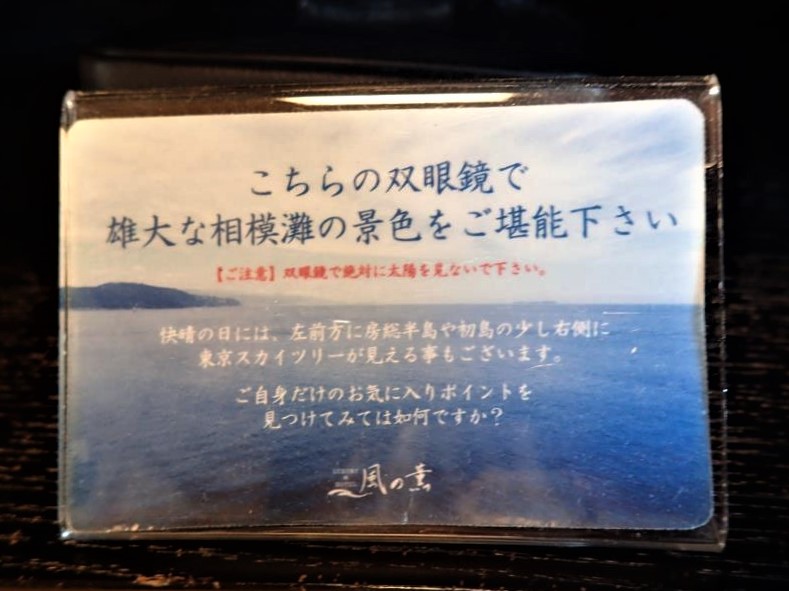 こちらの双眼鏡で
雄大な相模灘の景色をご堪能下さい
【ご注意】双眼鏡で絶対に太陽を見ないで下さい。
快晴の日には、左前方に房総半島や初島の少し右側に
東京スカイツリーが見える事もございます。
ご自身だけのお気に入りポイントを
見つけてみては如何ですか？
風の薫